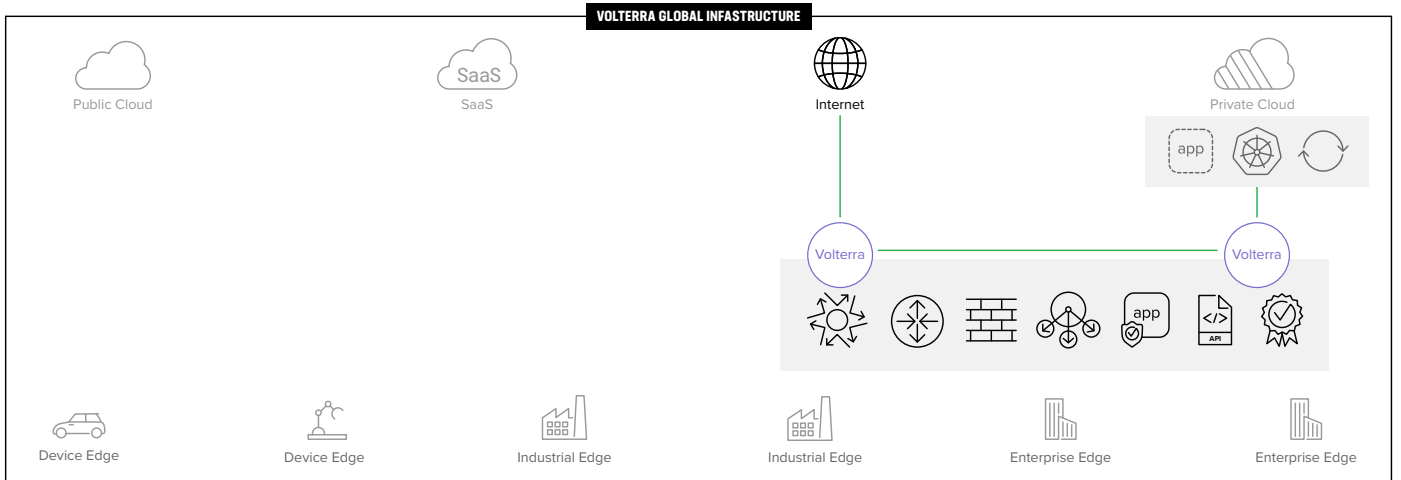 VOLTERRA GLOBAL INFASTRUCTURE
SaaS
Public Cloud
SaaS
Internet
Private Cloud
app
Volterra
Volterra
app
</>
API
Device Edge
Device Edge
Industrial Edge
Industrial Edge
Enterprise Edge
Enterprise Edge